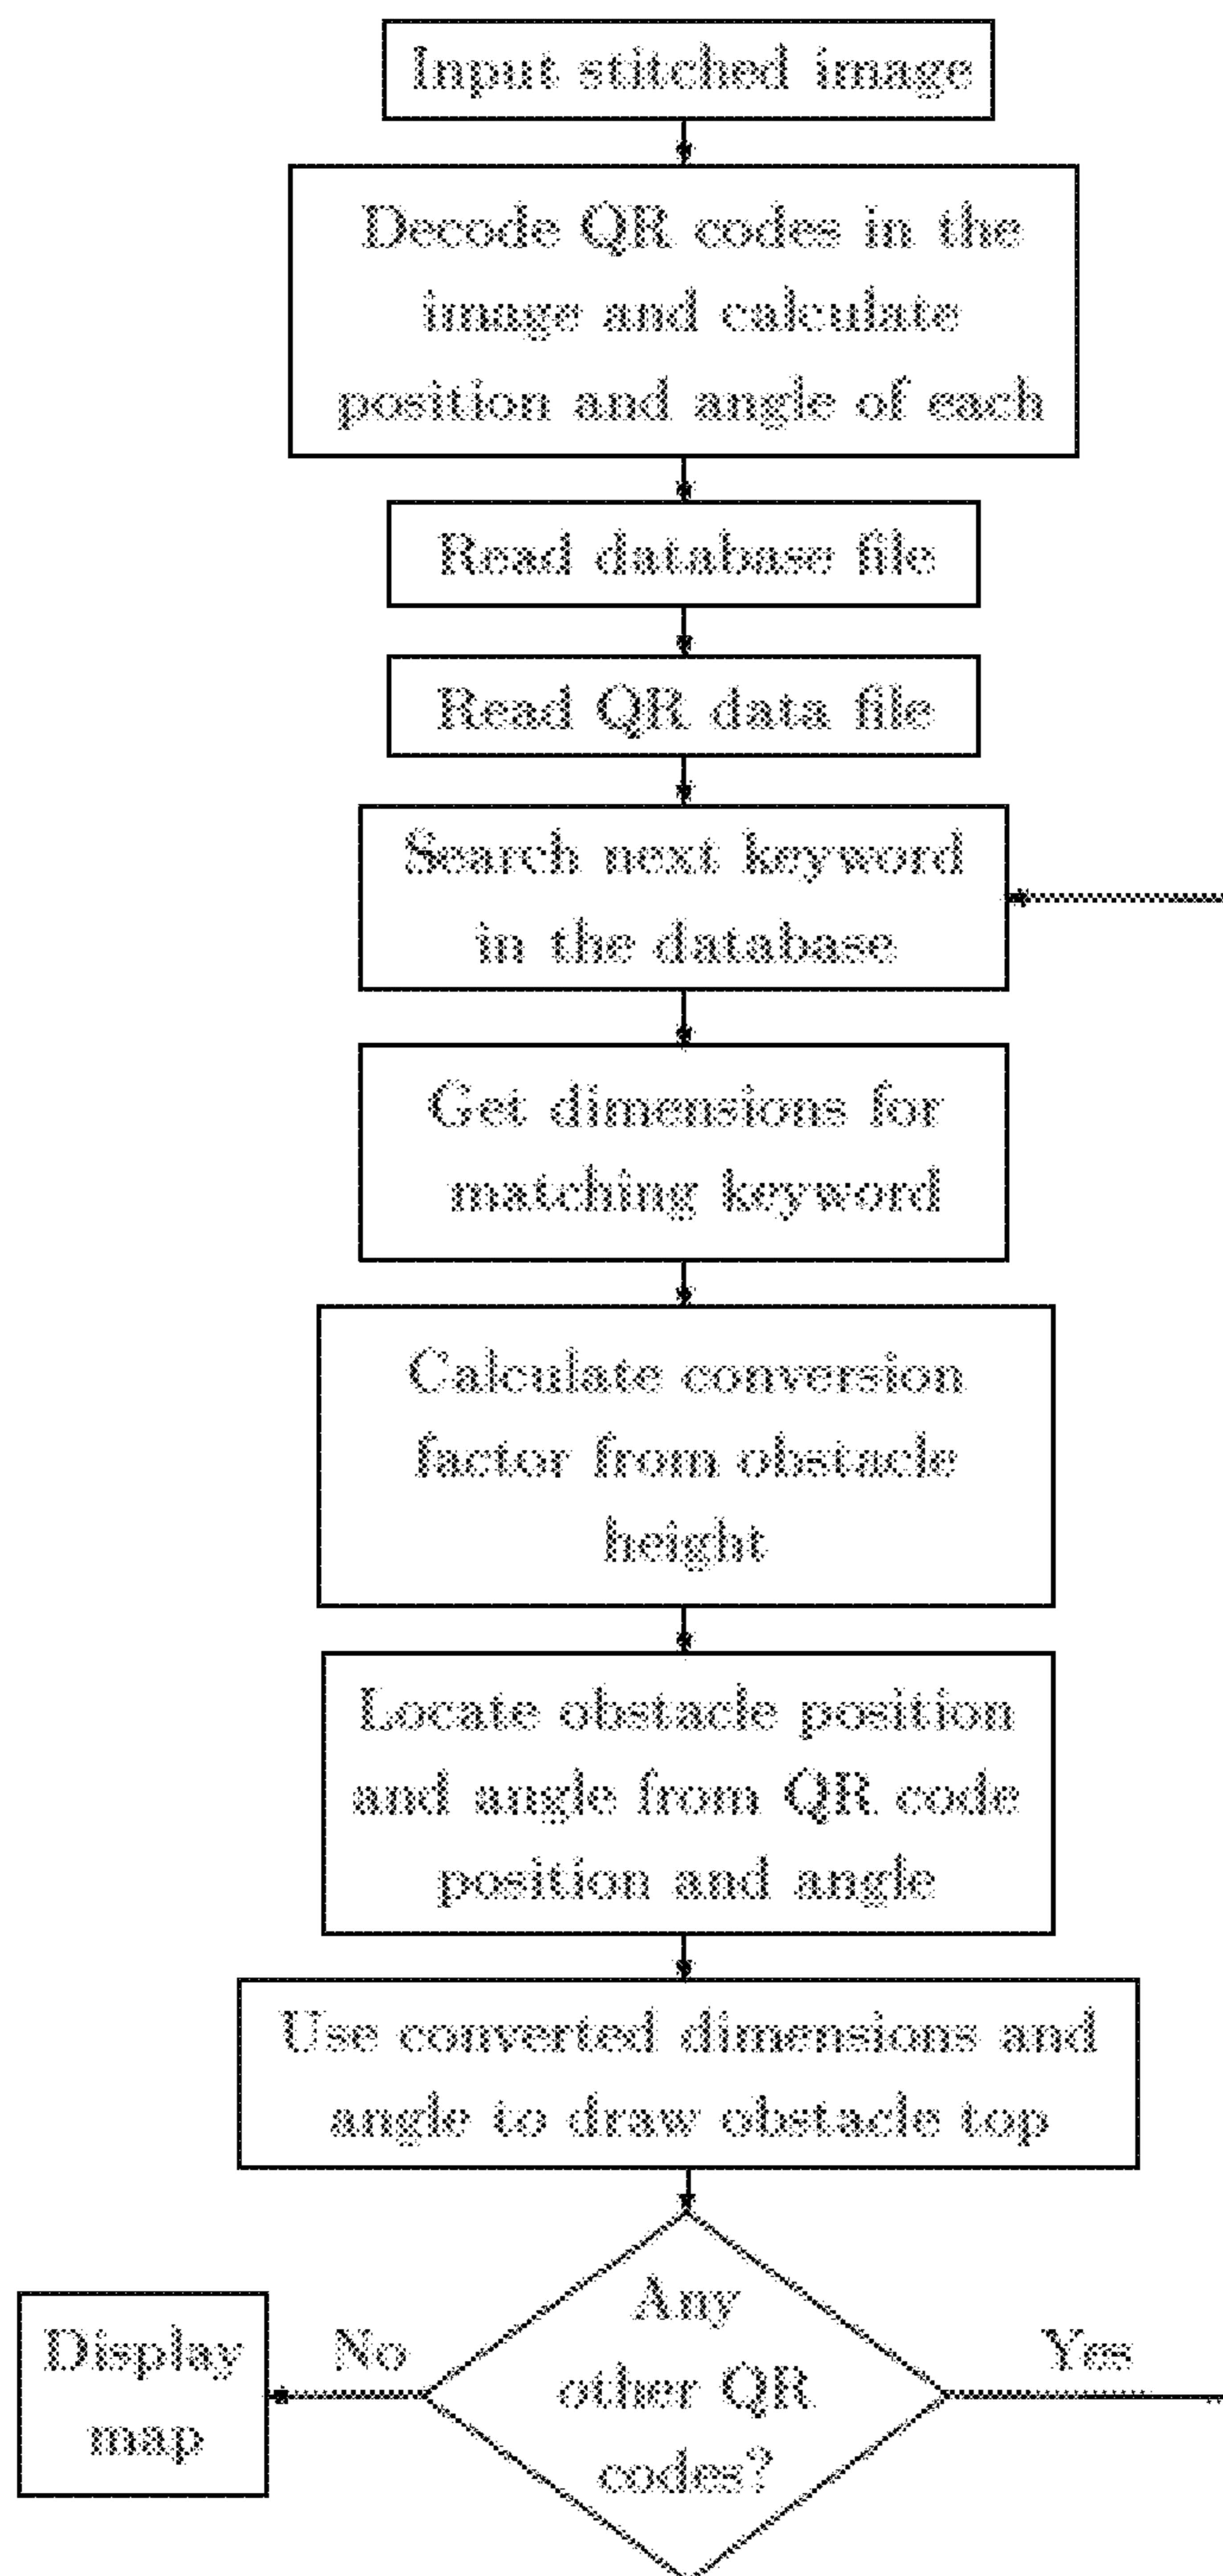 Input stitched image
Decode QR codes in the
image and calculate
position and angle of each
Read database file
Read QR data file
Search next keyword
in the database
Get dimensions for
matching keyword
Calculate conversion
factor from obstacle
height
Locate obstacle position
and angle from QR code
position and angle
Use converted dimensions and
angle to draw obstacle top
Any
other QR
codes?
No
Yes
Display
map